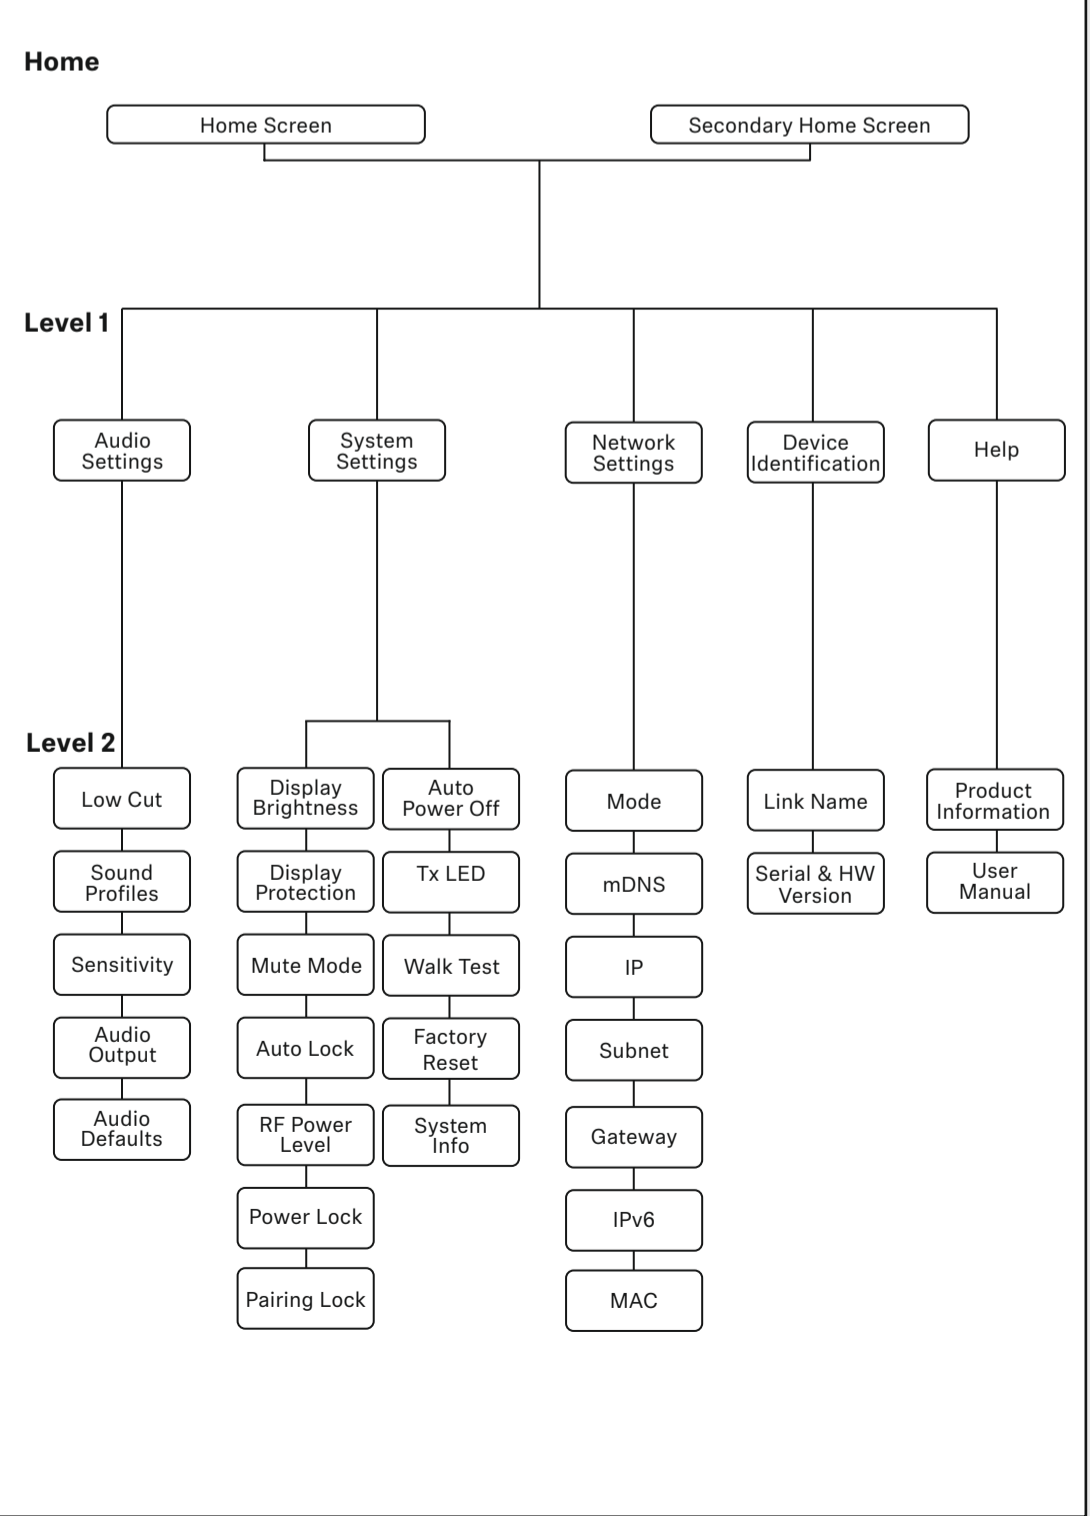 Home
Home Screen
Secondary Home Screen
Level 1
Audio
Settings
System
Settings
Network
Settings
Device
Identification
Help
Level 2
Low Cut
Sound
Profiles
Sensitivity
Audio
Output
Audio
Defaults
Display
Brightness
Display
Protection
Mute Mode
Auto Lock
RF Power
Level
Power Lock
Pairing Lock
Auto
Power Off
Tx LED
Walk Test
Factory
Reset
System
Info
Mode
mDNS
IP
Subnet
Gateway
IPv6
MAC
Link Name
Serial & HW
Version
Product
Information
User
Manual